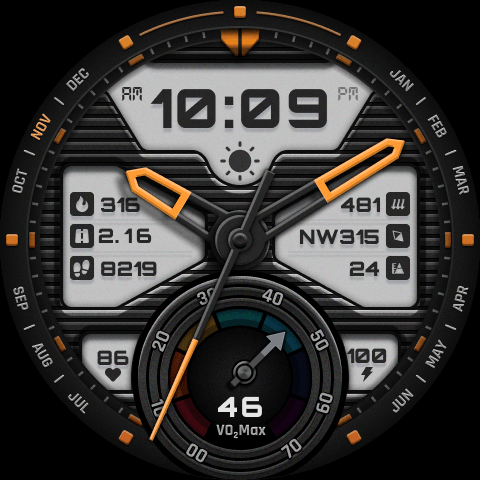 AM 10:09 PM
JAN
FEB
MAR
APR
MAY
JUN
JUL
AUG
SEP
OCT
NOV
DEC
316
2.16
8219
481
NW315
24
86
100
00
10
20
30
40
50
60
70
46
VO2Max